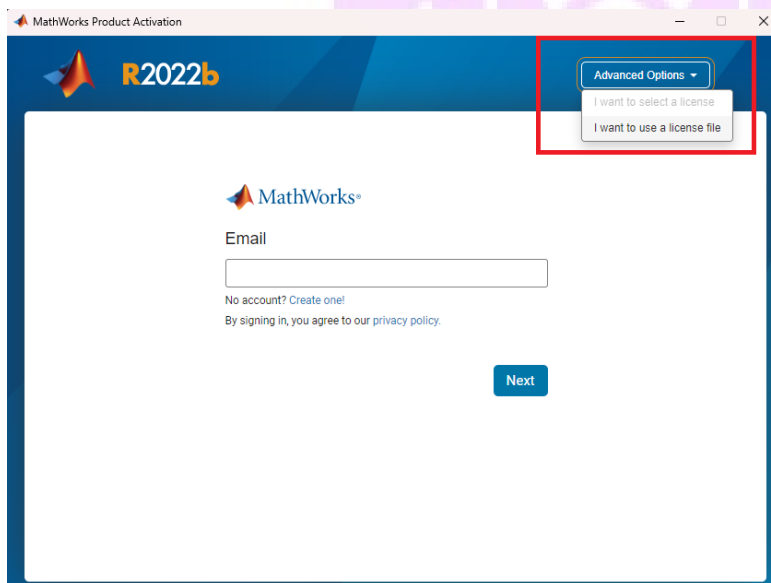 MathWorks Product Activation
R2022b
Advanced Options
I want to select a license
I want to use a license file
MathWorks®
Email
No account? Create one!
By signing in, you agree to our privacy policy.
Next